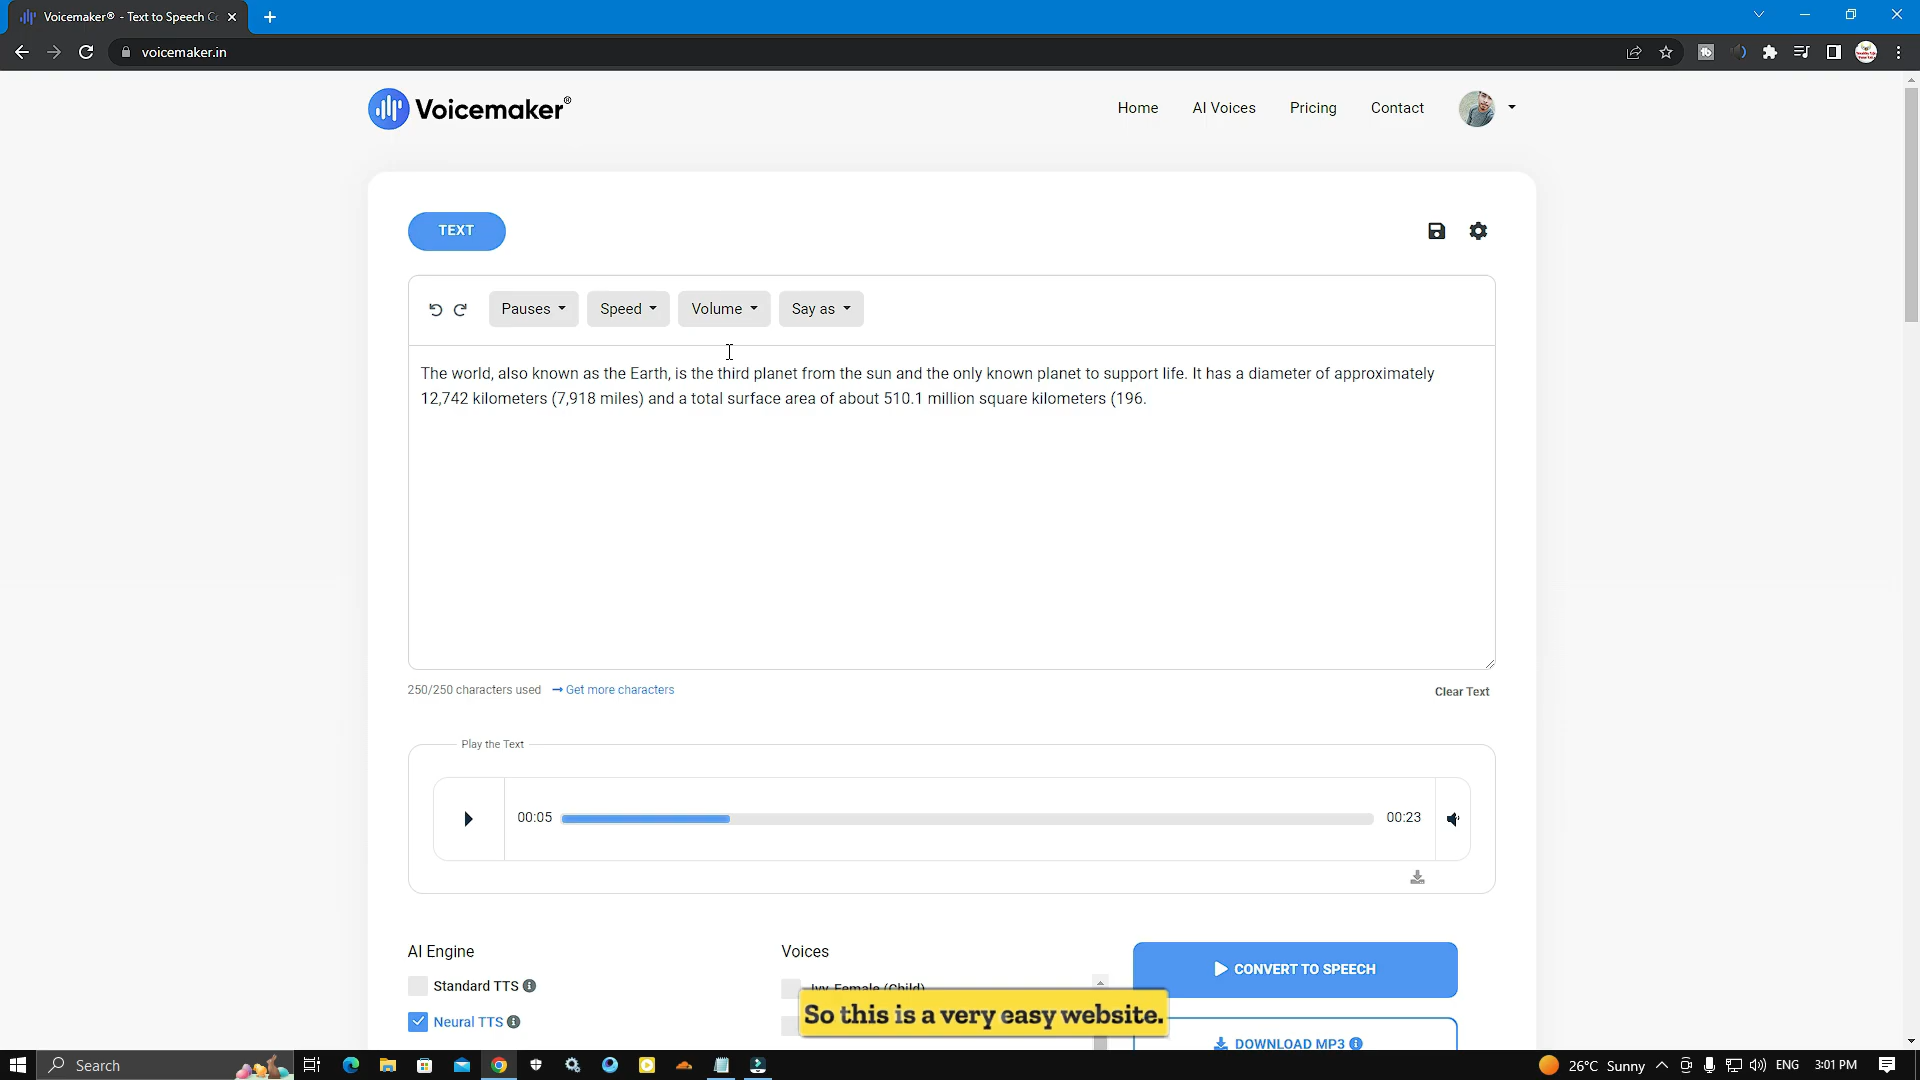 Voicemaker® - Text to Speech Co
voicemaker.in
Voicemaker®
Home
AI Voices
Pricing
Contact
TEXT
Pauses
Speed
Volume
Say as
The world, also known as the Earth, is the third planet from the sun and the only known planet to support life. It has a diameter of approximately
12,742 kilometers (7,918 miles) and a total surface area of about 510.1 million square kilometers (196.
250/250 characters used
Get more characters
Clear Text
Play the Text
00:05
00:23
AI Engine
Voices
CONVERT TO SPEECH
Standard TTS
Ivy, Female (Child)
Neural TTS
So this is a very easy website.
DOWNLOAD MP3
Search
26°C Sunny
ENG
3:01 PM